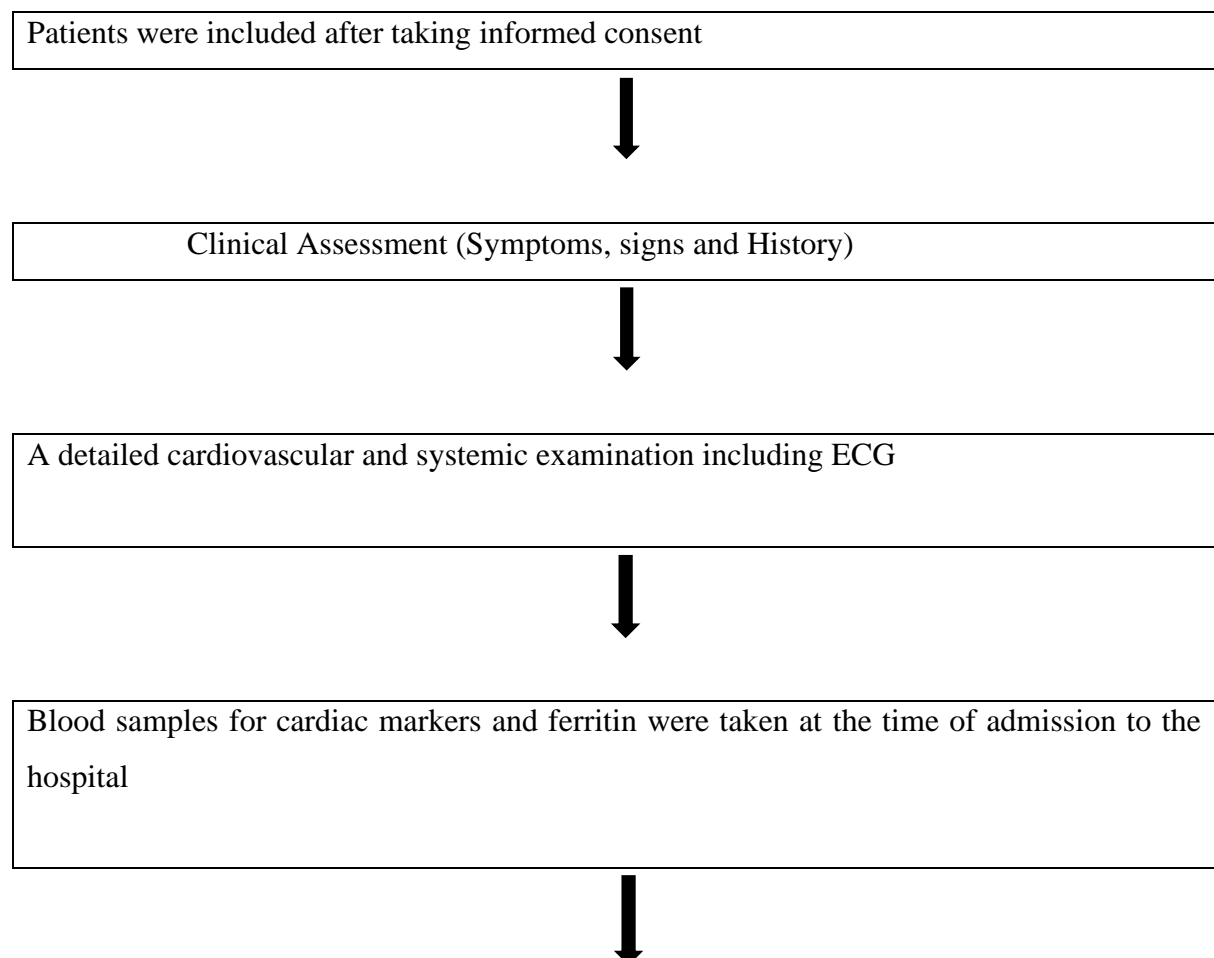 Patients were included after taking informed consent
Clinical Assessment (Symptoms, signs and History)
A detailed cardiovascular and systemic examination including ECG
Blood samples for cardiac markers and ferritin were taken at the time of admission to the
hospital